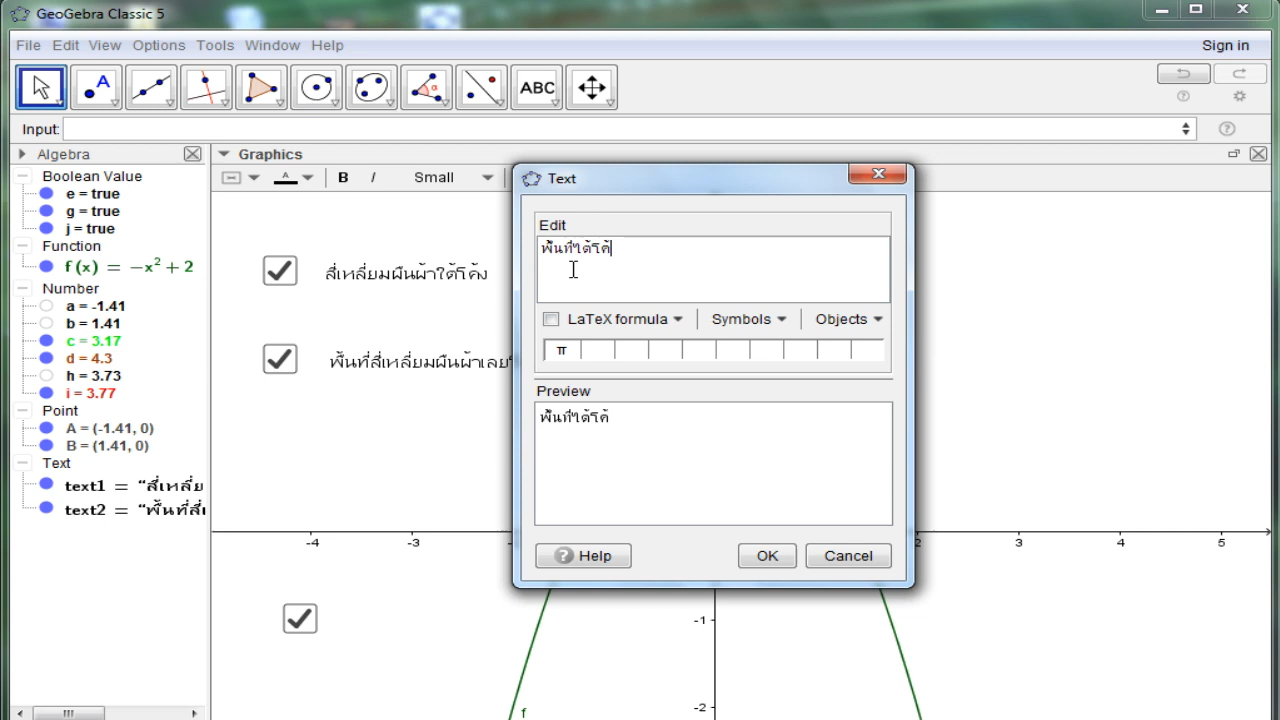 GeoGebra Classic 5
File Edit View Options Tools Window Help Sign in
ABC
Input:
Algebra
Graphics
Boolean Value
e = true
g = true
j = true
Function
f(x) = −x² + 2
Number
a = -1.41
b = 1.41
c = 3.17
d = 4.3
h = 3.73
i = 3.77
Point
A = (-1.41, 0)
B = (1.41, 0)
Text
text1 = “สี่เหลี่ย
text2 = “พื้นที่สี่เ
B I Small
สี่เหลี่ยมผืนผ้าใต้โค้ง
พื้นที่สี่เหลี่ยมผืนผ้าเลย
-4 -3 2 3 4 5
-1
-2
f
Text
Edit
พื้นที่ใต้โค้
LaTeX formula Symbols Objects
π
Preview
พื้นที่ใต้โค้
Help OK Cancel